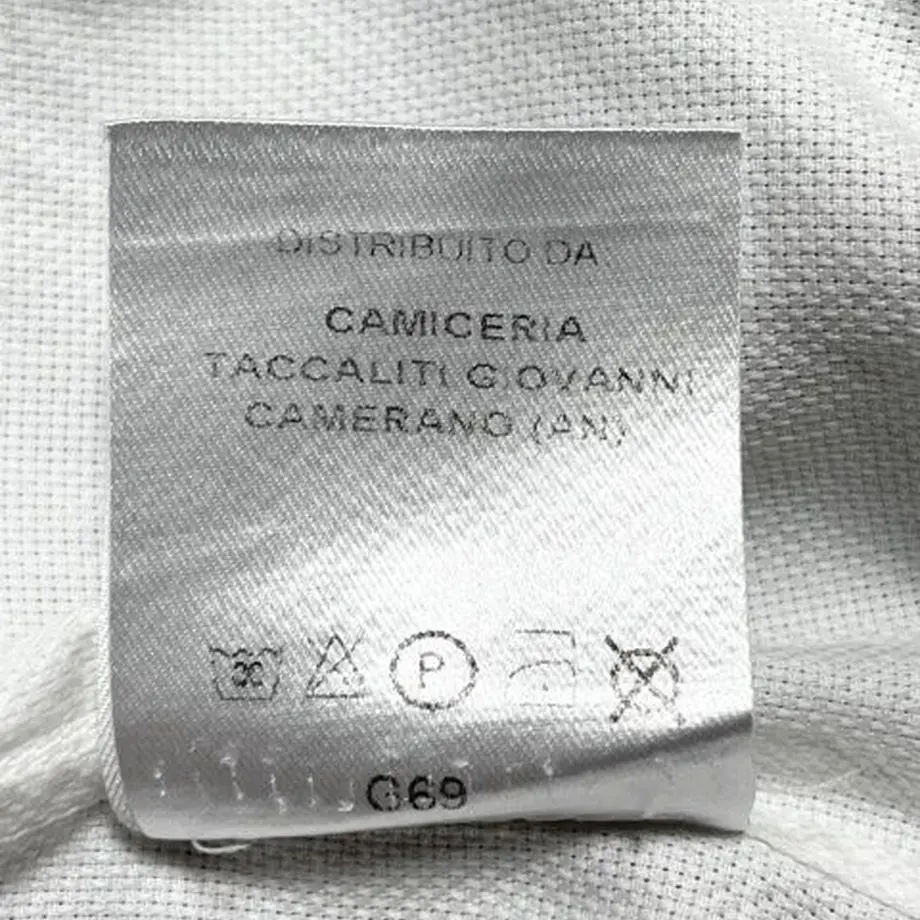 DISTRIBUITO DA
CAMICERIA
TACCALITI GIOVANNI
CAMERANO (AN)
P
G69